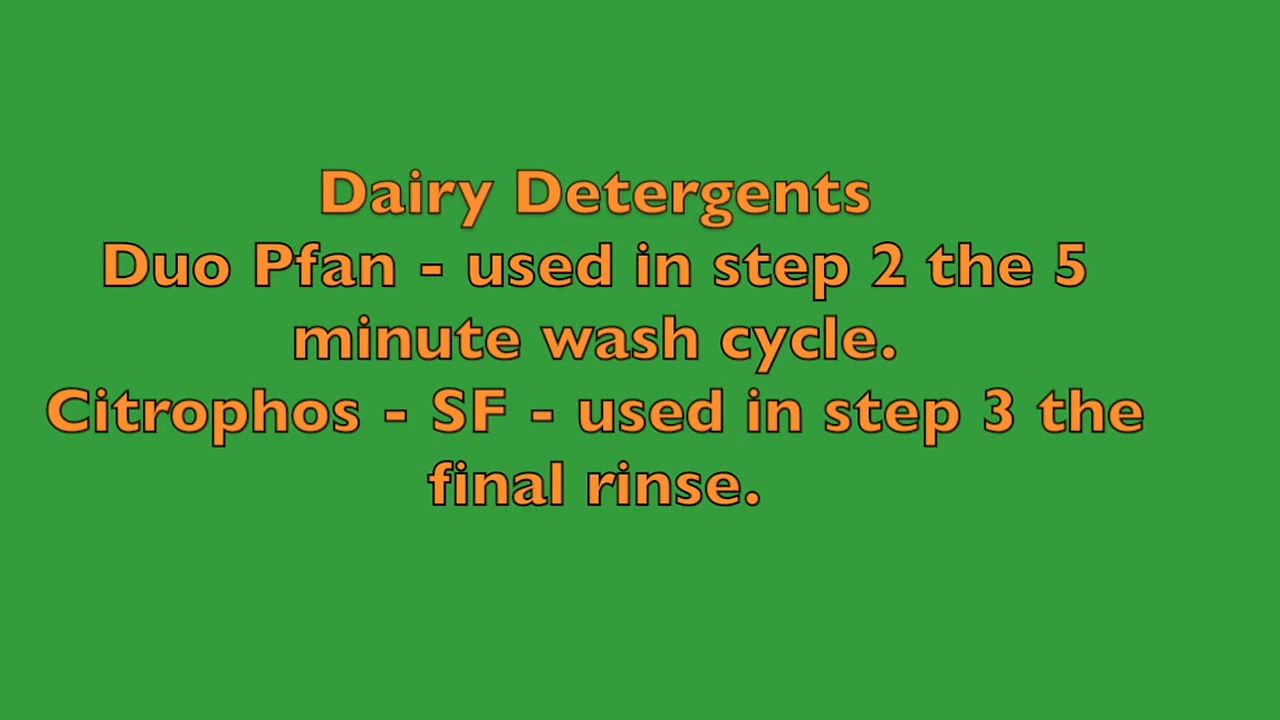 Dairy Detergents
Duo Pfan - used in step 2 the 5
minute wash cycle.
Citrophos - SF - used in step 3 the
final rinse.